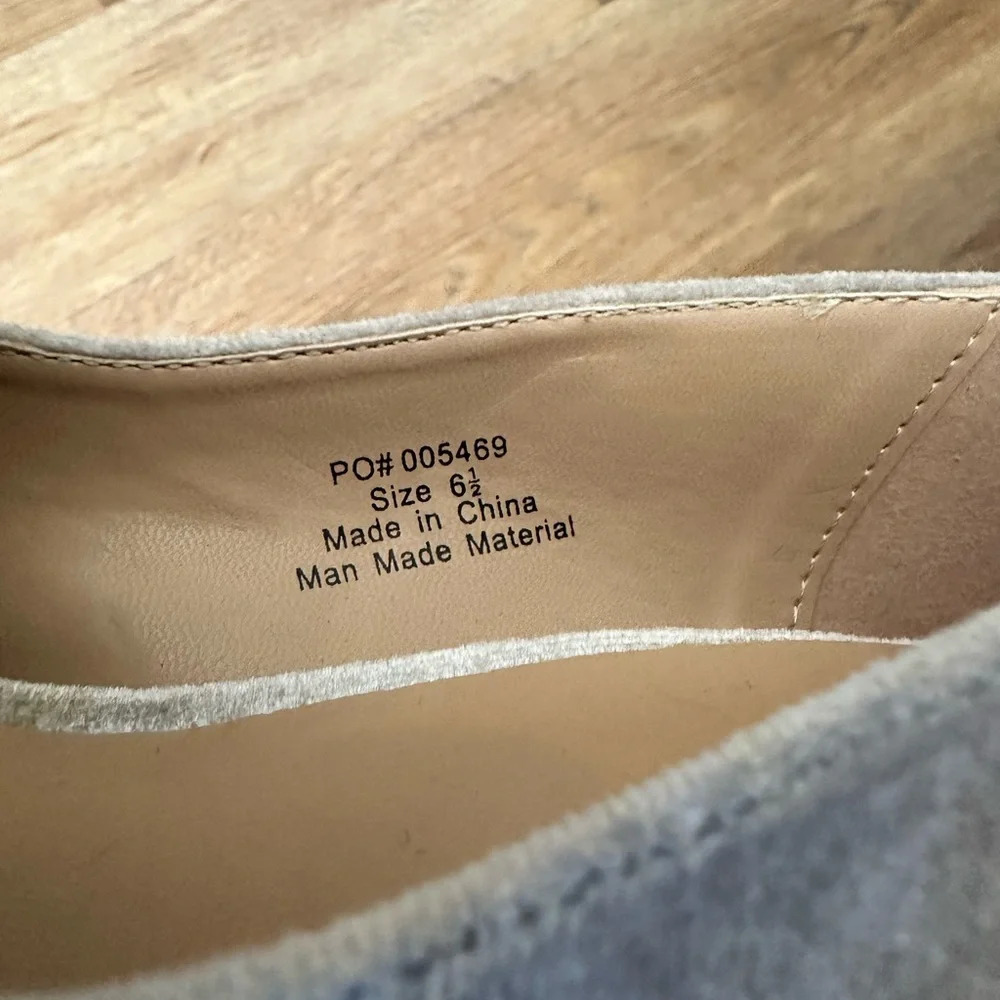 PO# 005469
Size 6½
Made in China
Man Made Material